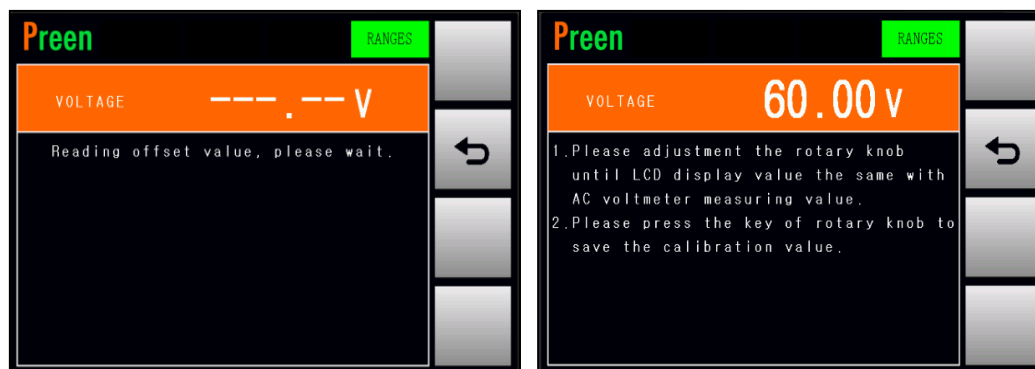 Preen
RANGES
VOLTAGE ---.-- V
Reading offset value, please wait.
Preen
RANGES
VOLTAGE 60.00 V
1.Please adjustment the rotary knob
until LCD display value the same with
AC voltmeter measuring value.
2.Please press the key of rotary knob to
save the calibration value.